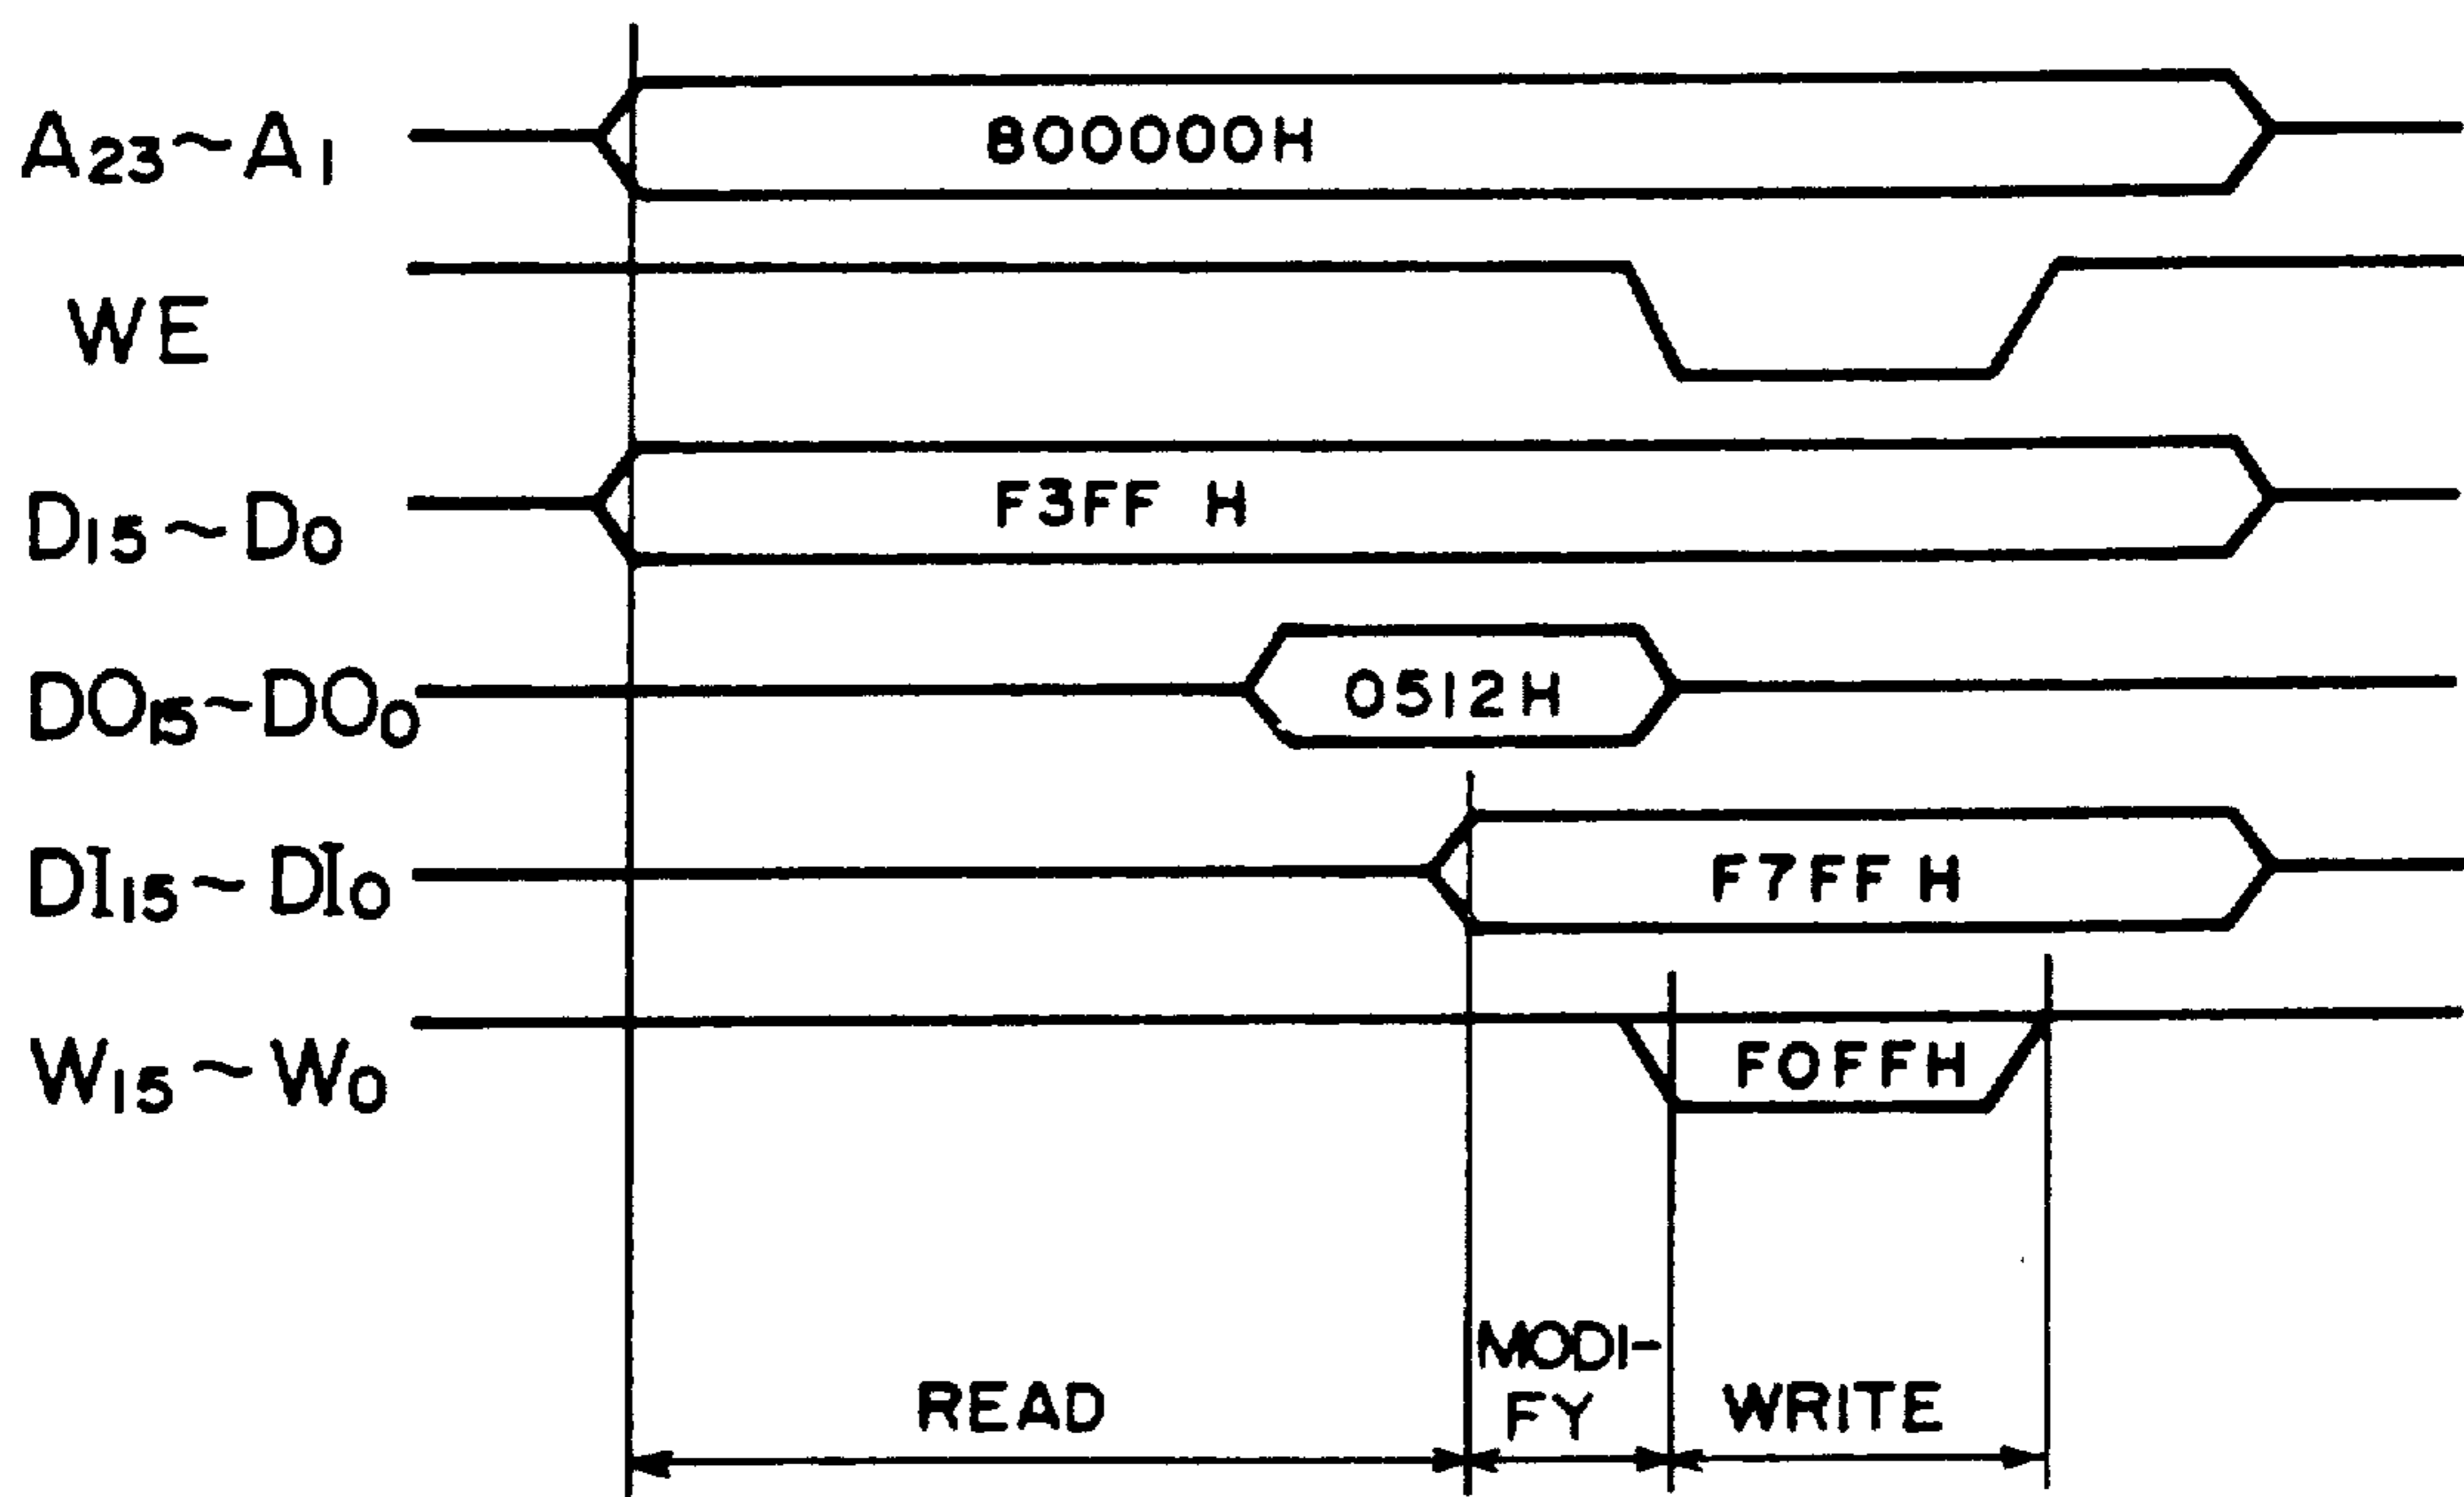 A23~A1 800000H
WE
D15~D0 F3FF H
DO15~DO0 0512H
DI15~DI0 F7FF H
W15~W0 F0FFH
READ
MODI-
FY
WRITE